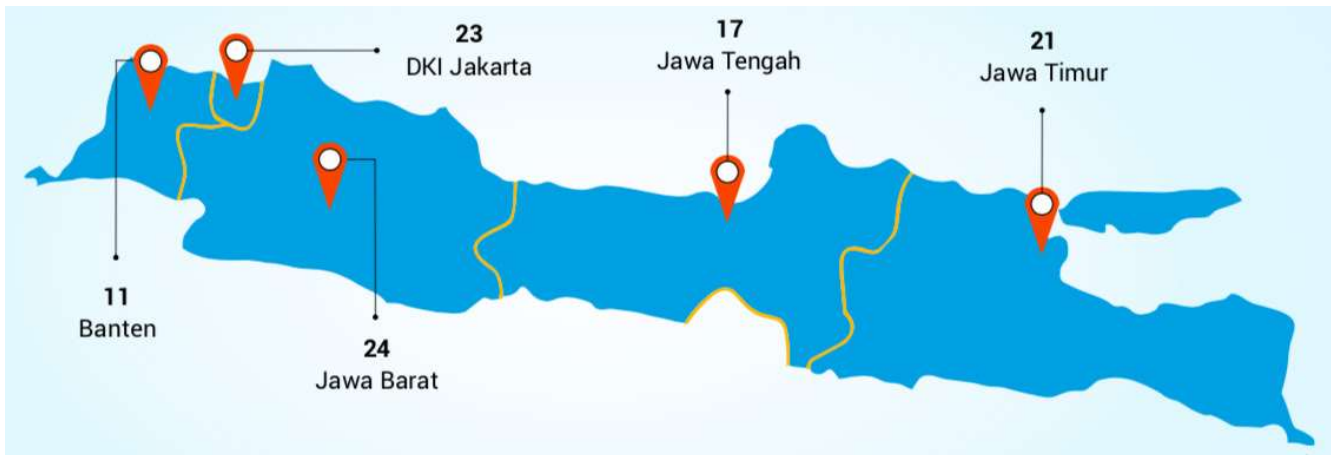 23
DKI Jakarta
17
Jawa Tengah
21
Jawa Timur
11
Banten
24
Jawa Barat